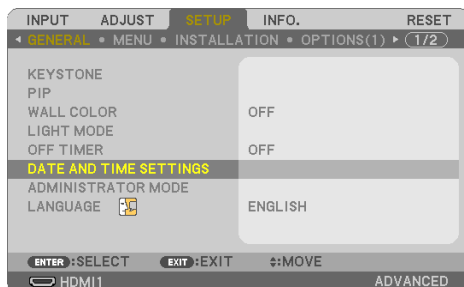 INPUT ADJUST SETUP INFO. RESET
GENERAL • MENU • INSTALLATION • OPTIONS(1) 1/2
KEYSTONE
PIP
WALL COLOR OFF
LIGHT MODE
OFF TIMER OFF
DATE AND TIME SETTINGS
ADMINISTRATOR MODE
LANGUAGE ENGLISH
ENTER :SELECT EXIT :EXIT :MOVE
HDMI1 ADVANCED